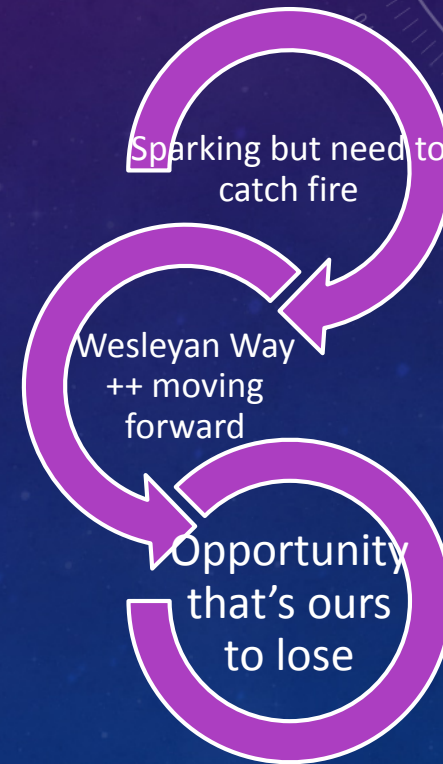 Sparking but need to
catch fire
Wesleyan Way
++ moving
forward
Opportunity
that's ours
to lose